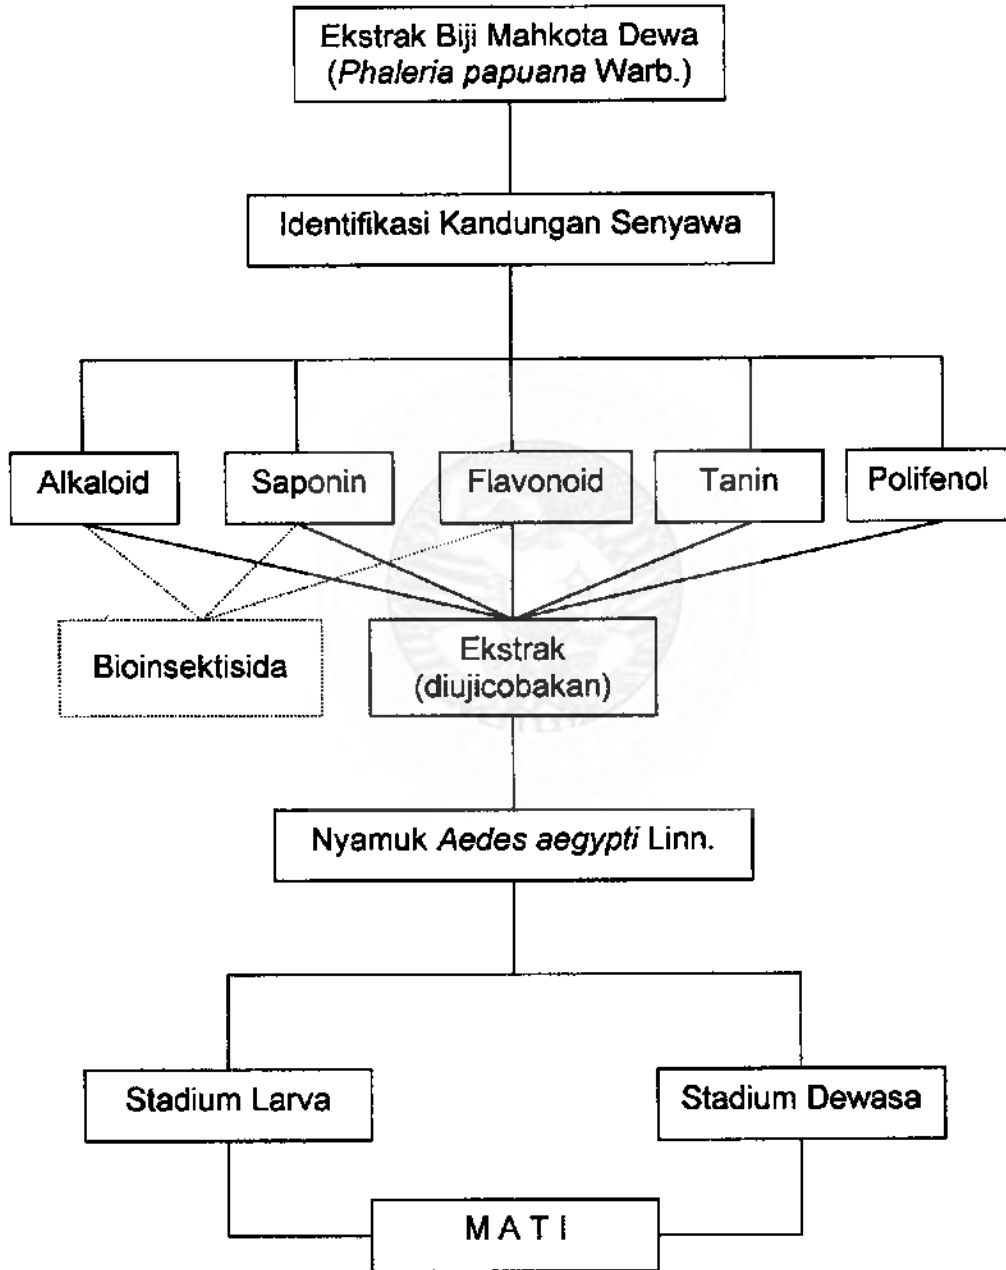 Ekstrak Biji Mahkota Dewa
(Phaleria papuana Warb.)
Identifikasi Kandungan Senyawa
Alkaloid
Saponin
Flavonoid
Tanin
Polifenol
Bioinsektisida
Ekstrak
(diujicobakan)
Nyamuk Aedes aegypti Linn.
Stadium Larva
Stadium Dewasa
M A T I